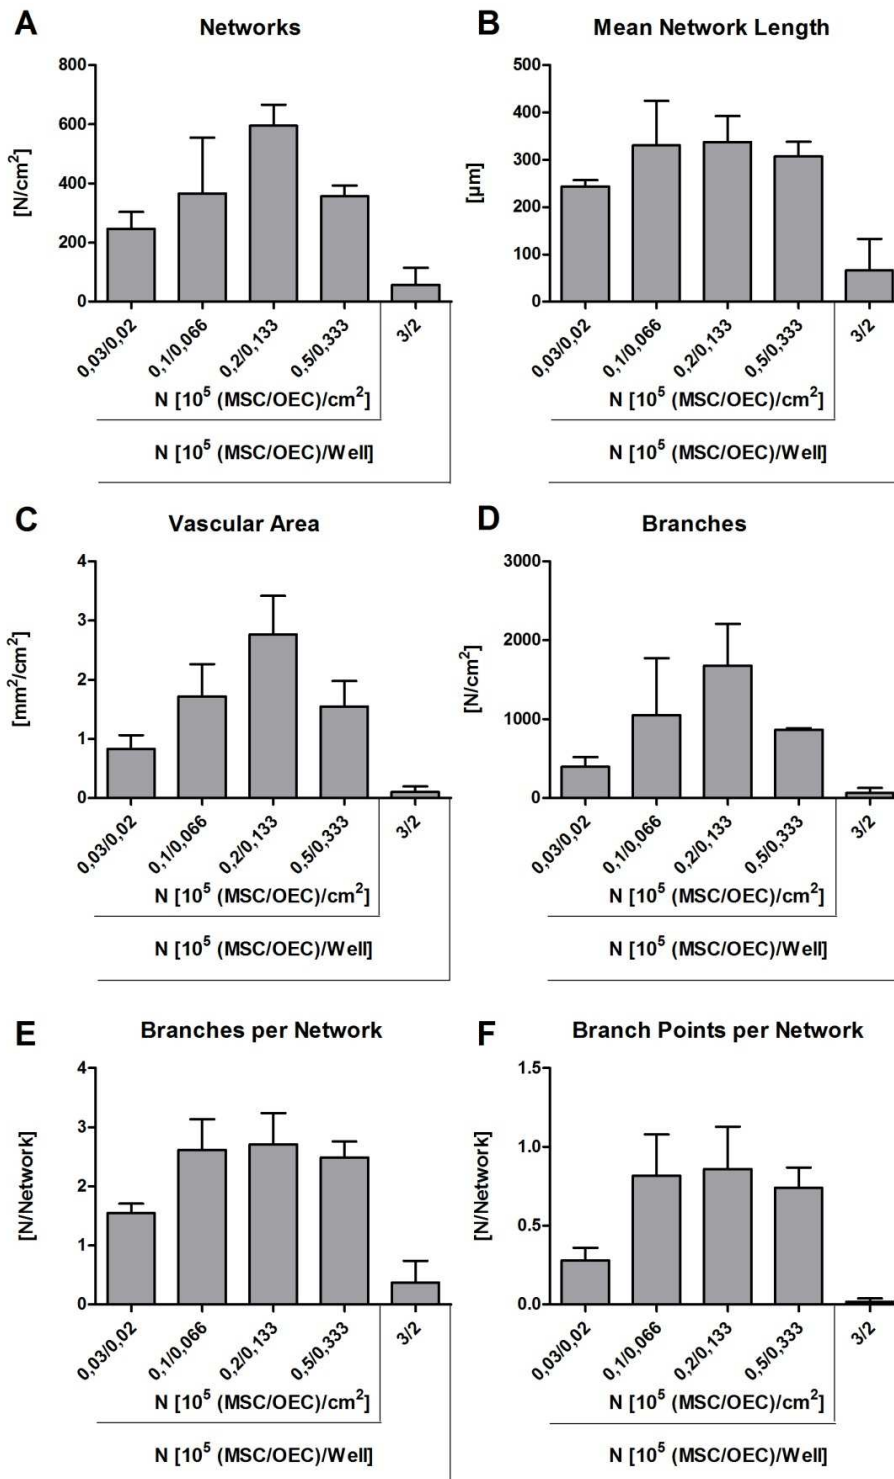 A
Networks
[N/cm²]
800
600
400
200
0
0,03/0,02
0,1/0,066
0,2/0,133
0,5/0,333
3/2
N [10⁵ (MSC/OEC)/cm²]
N [10⁵ (MSC/OEC)/Well]
B
Mean Network Length
[µm]
500
400
300
200
100
0
0,03/0,02
0,1/0,066
0,2/0,133
0,5/0,333
3/2
N [10⁵ (MSC/OEC)/cm²]
N [10⁵ (MSC/OEC)/Well]
C
Vascular Area
[mm²/cm²]
4
3
2
1
0
0,03/0,02
0,1/0,066
0,2/0,133
0,5/0,333
3/2
N [10⁵ (MSC/OEC)/cm²]
N [10⁵ (MSC/OEC)/Well]
D
Branches
[N/cm²]
3000
2000
1000
0
0,03/0,02
0,1/0,066
0,2/0,133
0,5/0,333
3/2
N [10⁵ (MSC/OEC)/cm²]
N [10⁵ (MSC/OEC)/Well]
E
Branches per Network
[N/Network]
4
3
2
1
0
0,03/0,02
0,1/0,066
0,2/0,133
0,5/0,333
3/2
N [10⁵ (MSC/OEC)/cm²]
N [10⁵ (MSC/OEC)/Well]
F
Branch Points per Network
[N/Network]
1.5
1.0
0.5
0.0
0,03/0,02
0,1/0,066
0,2/0,133
0,5/0,333
3/2
N [10⁵ (MSC/OEC)/cm²]
N [10⁵ (MSC/OEC)/Well]